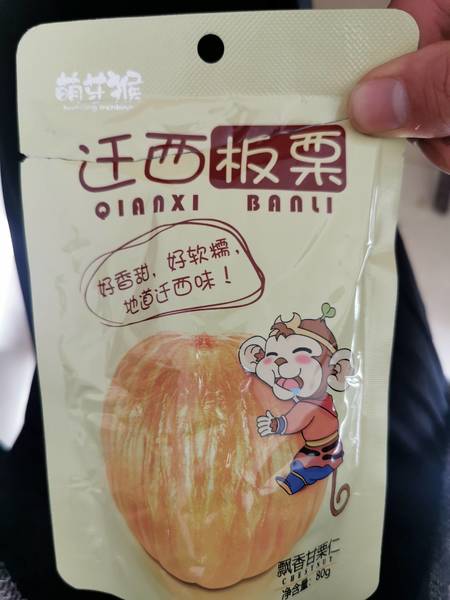 萌芽猴
迁西板栗
QIANXI BANLI
好香甜,好软糯,
地道迁西味!
飘香甘栗仁
CHESTNUT
净含量:80g